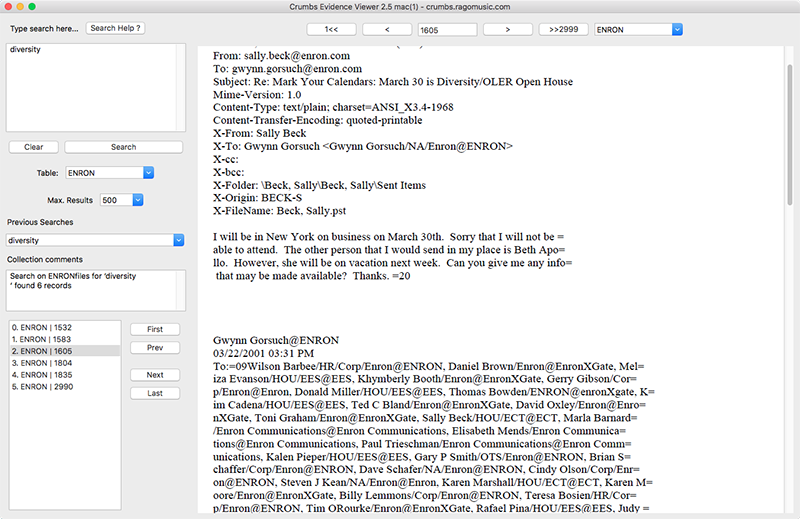 Crumbs Evidence Viewer 2.5 mac(1) - crumbs.ragomusic.com
Type search here...
Search Help ?
1<<
<
1605
>
>>2999
ENRON
diversity
Clear
Search
Table:
ENRON
Max. Results
500
Previous Searches
diversity
Collection comments
Search on ENRONfiles for 'diversity
' found 6 records
0. ENRON | 1532
1. ENRON | 1583
2. ENRON | 1605
3. ENRON | 1804
4. ENRON | 1835
5. ENRON | 2990
First
Prev
Next
Last
From: sally.beck@enron.com
To: gwynn.gorsuch@enron.com
Subject: Re: Mark Your Calendars: March 30 is Diversity/OLER Open House
Mime-Version: 1.0
Content-Type: text/plain; charset=ANSI_X3.4-1968
Content-Transfer-Encoding: quoted-printable
X-From: Sally Beck
X-To: Gwynn Gorsuch <Gwynn Gorsuch/NA/Enron@ENRON>
X-cc:
X-bcc:
X-Folder: \Beck, Sally\Beck, Sally\Sent Items
X-Origin: BECK-S
X-FileName: Beck, Sally.pst
I will be in New York on business on March 30th.  Sorry that I will not be =
able to attend.  The other person that I would send in my place is Beth Apo=
llo.  However, she will be on vacation next week.  Can you give me any info=
that may be made available?  Thanks. =20
Gwynn Gorsuch@ENRON
03/22/2001 03:31 PM
To:=09Wilson Barbee/HR/Corp/Enron@ENRON, Daniel Brown/Enron@EnronXGate, Mel=
iza Evanson/HOU/EES@EES, Khymberly Booth/Enron@EnronXGate, Gerry Gibson/Cor=
p/Enron@Enron, Donald Miller/HOU/EES@EES, Thomas Bowden/ENRON@enronXgate, K=
im Cadena/HOU/EES@EES, Ted C Bland/Enron@EnronXGate, David Oxley/Enron@Enro=
nXGate, Toni Graham/Enron@EnronXGate, Sally Beck/HOU/ECT@ECT, Marla Barnard=
/Enron Communications@Enron Communications, Elisabeth Mends/Enron Communica=
tions@Enron Communications, Paul Trieschman/Enron Communications@Enron Comm=
unications, Kalen Pieper/HOU/EES@EES, Gary P Smith/OTS/Enron@ENRON, Brian S=
chaffer/Corp/Enron@ENRON, Dave Schafer/NA/Enron@ENRON, Cindy Olson/Corp/Enr=
on@ENRON, Steven J Kean/NA/Enron@Enron, Karen Marshall/HOU/ECT@ECT, Karen M=
oore/Enron@EnronXGate, Billy Lemmons/Corp/Enron@ENRON, Teresa Bosien/HR/Cor=
p/Enron@ENRON, Tim ORourke/Enron@EnronXGate, Rafael Pina/HOU/EES@EES, Judy =